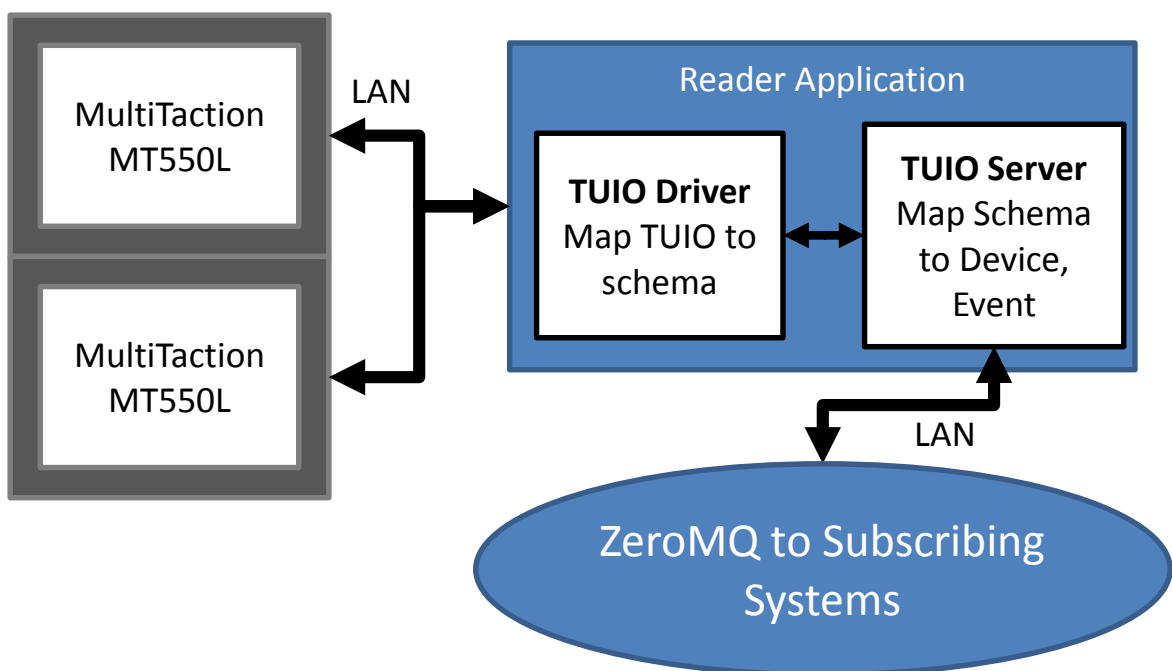 MultiTaction
MT550L
MultiTaction
MT550L
LAN
Reader Application
TUIO Driver
Map TUIO to
schema
TUIO Server
Map Schema
to Device,
Event
LAN
ZeroMQ to Subscribing
Systems